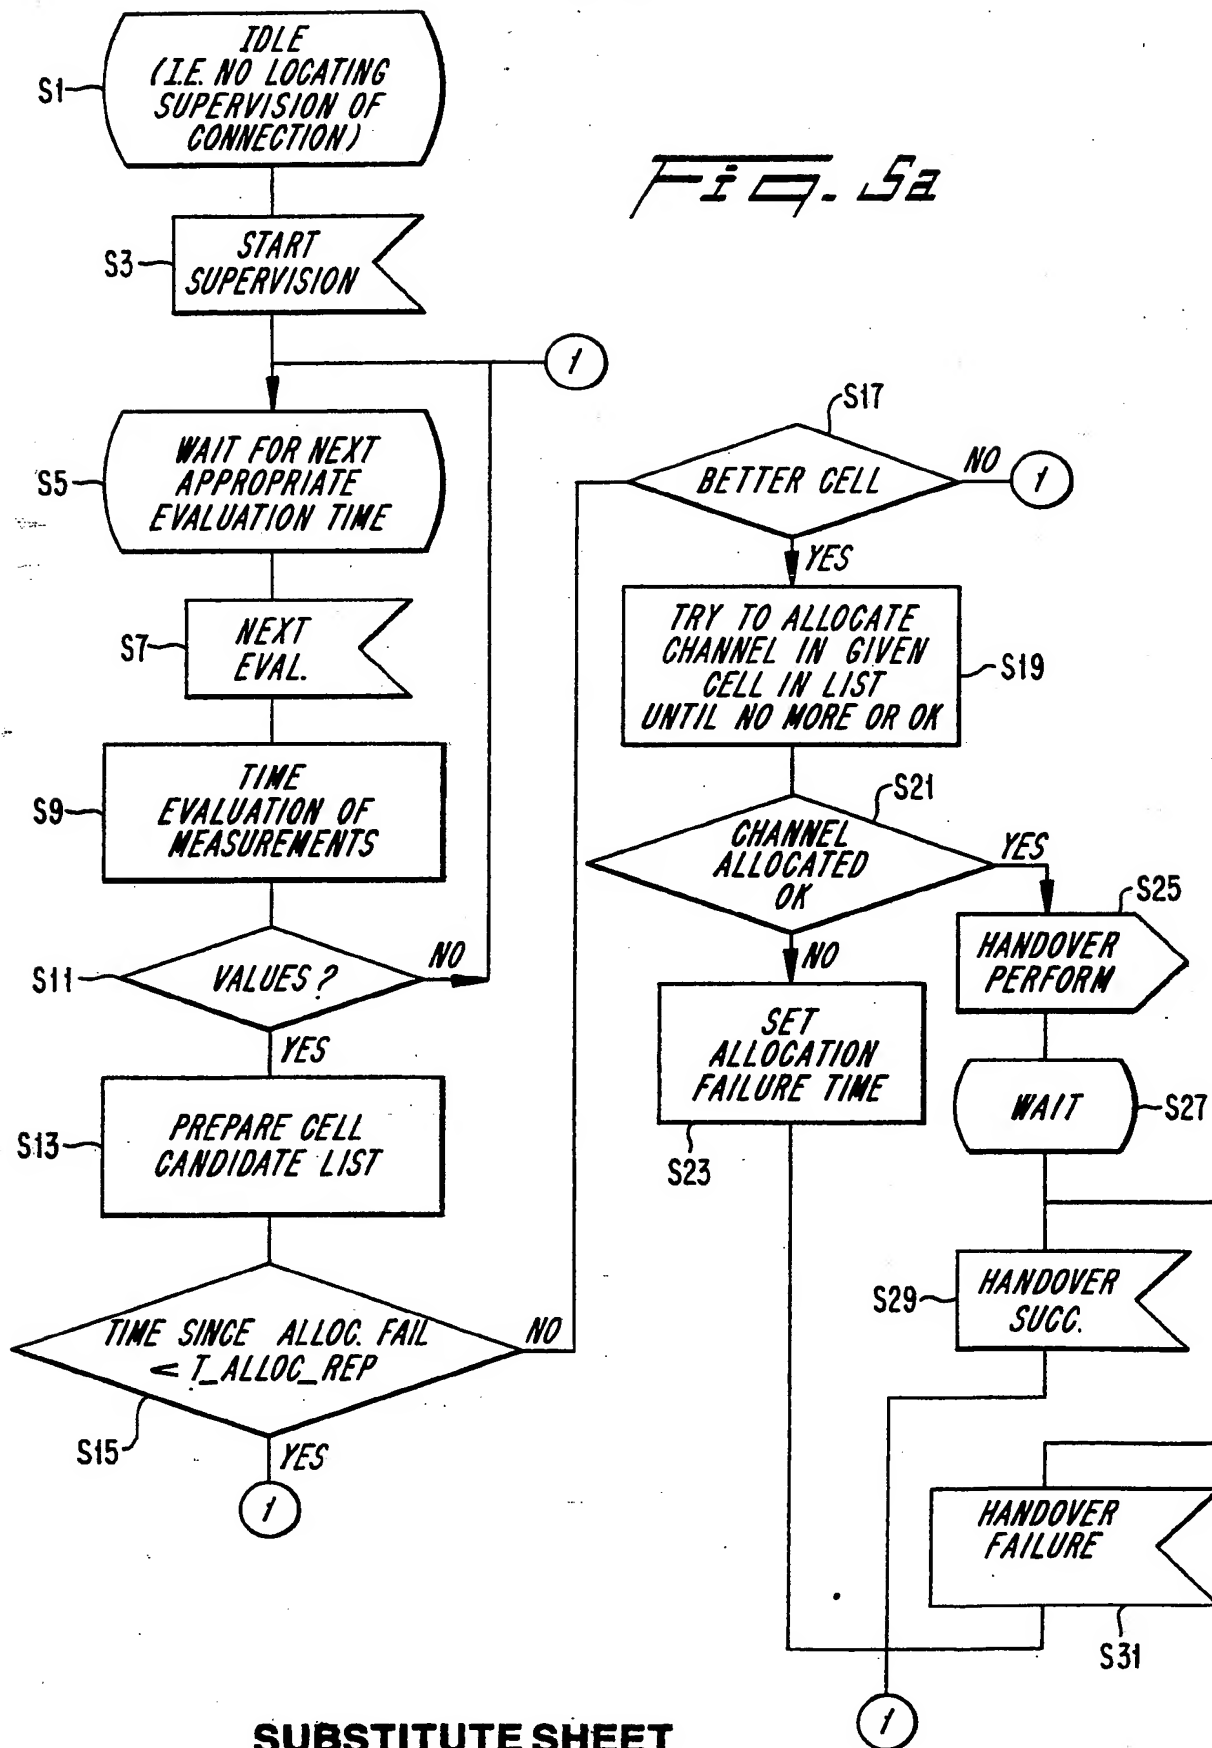 IDLE
(I.E. NO LOCATING
SUPERVISION OF
CONNECTION)
S1
Fig. 5a
START
SUPERVISION
S3
1
WAIT FOR NEXT
APPROPRIATE
EVALUATION TIME
S5
NEXT
EVAL.
S7
TIME
EVALUATION OF
MEASUREMENTS
S9
VALUES?
S11
NO
YES
PREPARE CELL
CANDIDATE LIST
S13
TIME SINCE ALLOC. FAIL
< T_ALLOC_REP
NO
S15
YES
1
S17
BETTER CELL
NO
1
YES
TRY TO ALLOCATE
CHANNEL IN GIVEN
CELL IN LIST
UNTIL NO MORE OR OK
S19
S21
CHANNEL
ALLOCATED
OK
YES
NO
SET
ALLOCATION
FAILURE TIME
S23
S25
HANDOVER
PERFORM
WAIT
S27
HANDOVER
SUCC.
S29
HANDOVER
FAILURE
S31
1
SUBSTITUTE SHEET